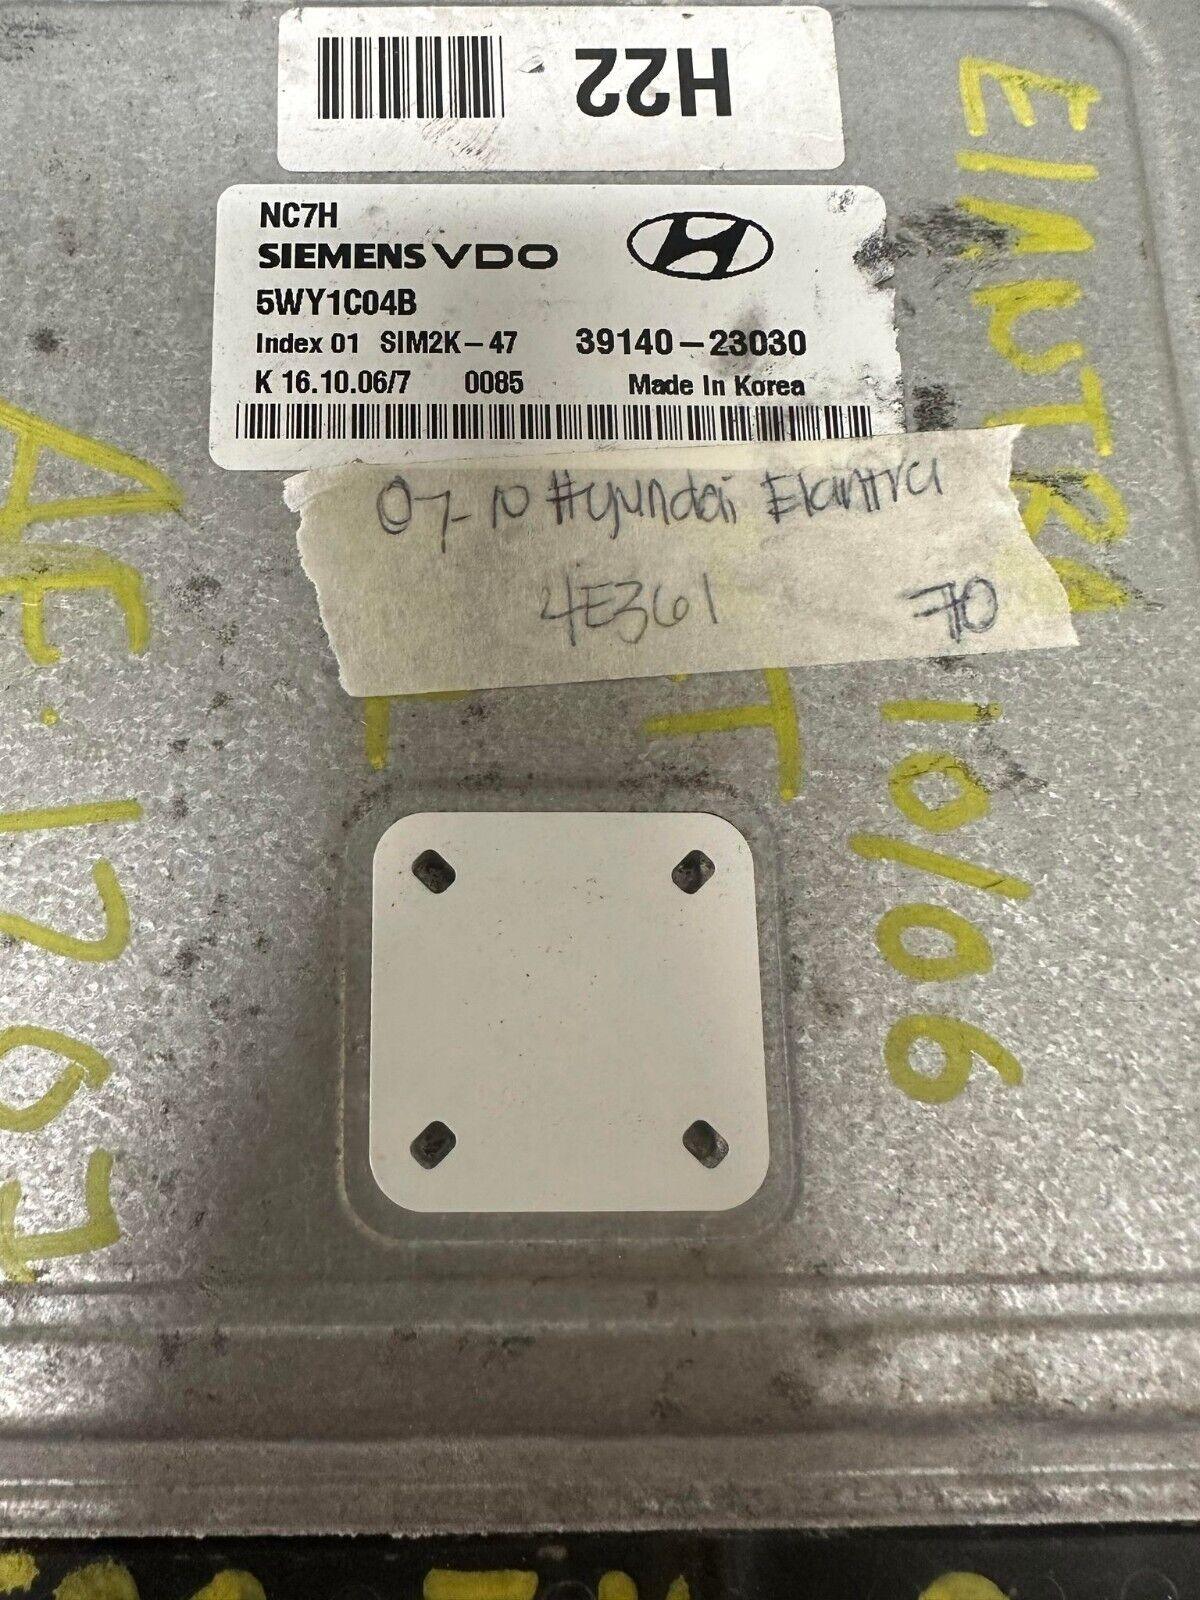 H22
NC7H
SIEMENS VDO
5WY1C04B
Index 01 SIM2K-47 39140-23030
K 16.10.06/7 0085 Made In Korea
07-10 Hyundai Elantra
4E361 70
ElANTRA
10/06